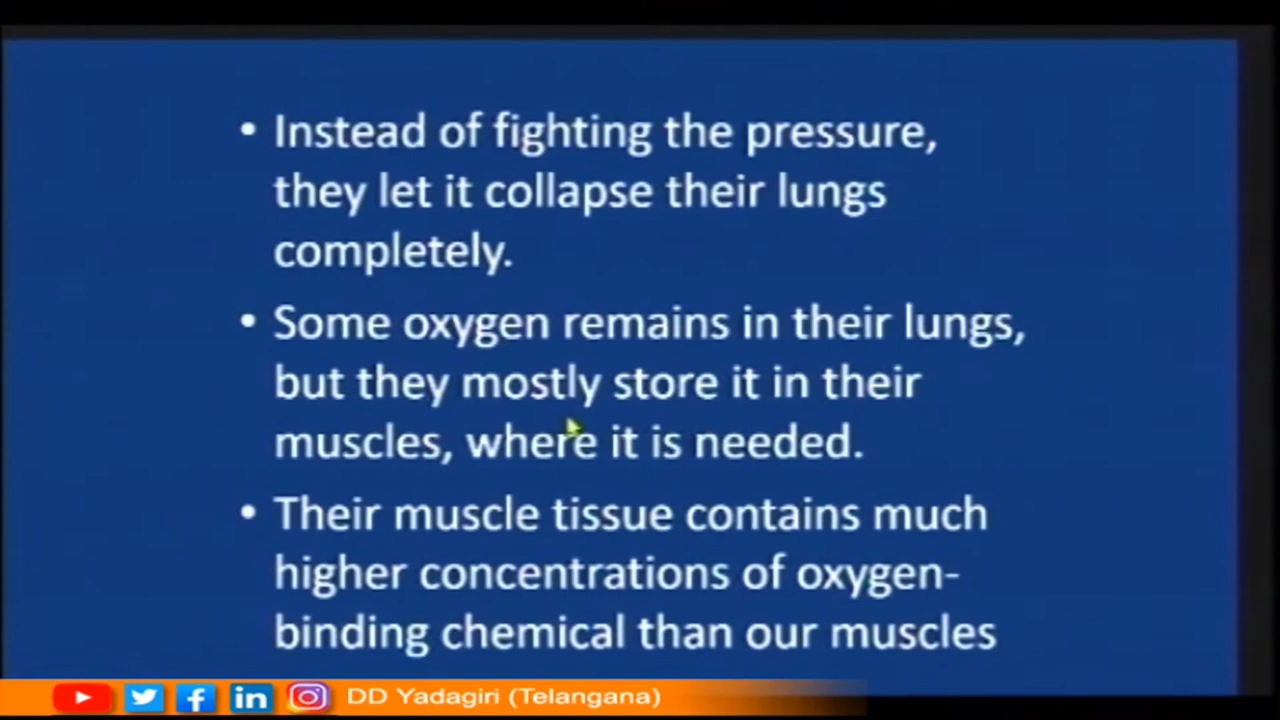 • Instead of fighting the pressure,
they let it collapse their lungs
completely.
• Some oxygen remains in their lungs,
but they mostly store it in their
muscles, where it is needed.
• Their muscle tissue contains much
higher concentrations of oxygen-
binding chemical than our muscles
DD Yadagiri (Telangana)